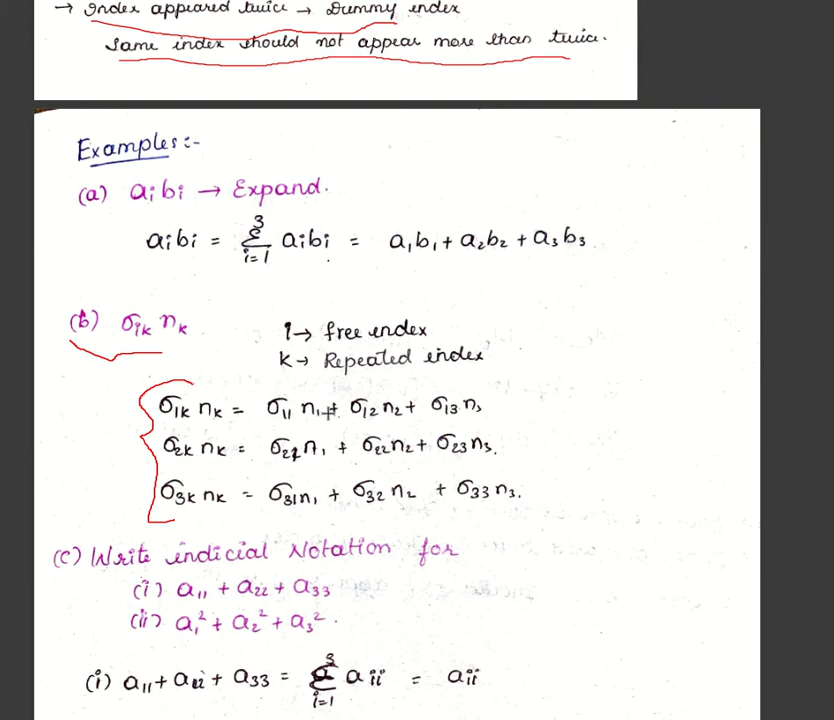 → Index appeared twice → Dummy index
Same index should not appear more than twice.
Examples:-
(a) aᵢbᵢ → Expand.
aᵢbᵢ = Σ³ᵢ₌₁ aᵢbᵢ = a₁b₁ + a₂b₂ + a₃b₃
(b) σᵢₖ nₖ
i → free index
k → Repeated index
σ₁ₖ nₖ = σ₁₁ n₁ + σ₁₂ n₂ + σ₁₃ n₃
σ₂ₖ nₖ = σ₂₁ n₁ + σ₂₂ n₂ + σ₂₃ n₃.
σ₃ₖ nₖ = σ₃₁ n₁ + σ₃₂ n₂ + σ₃₃ n₃.
(c) Write indicial Notation for
(i) a₁₁ + a₂₂ + a₃₃
(ii) a₁² + a₂² + a₃².
(i) a₁₁ + a₂₂ + a₃₃ = Σ³ᵢ₌₁ aᵢᵢ = aᵢᵢ